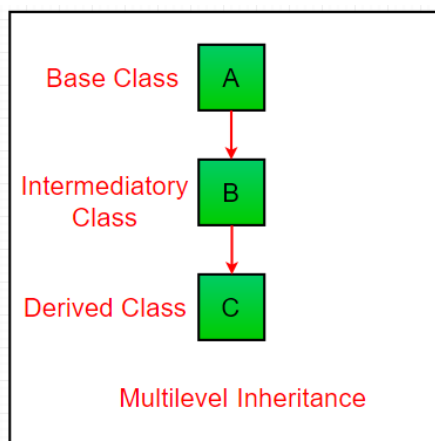 Base Class
A
Intermediatory
Class
B
Derived Class
C
Multilevel Inheritance